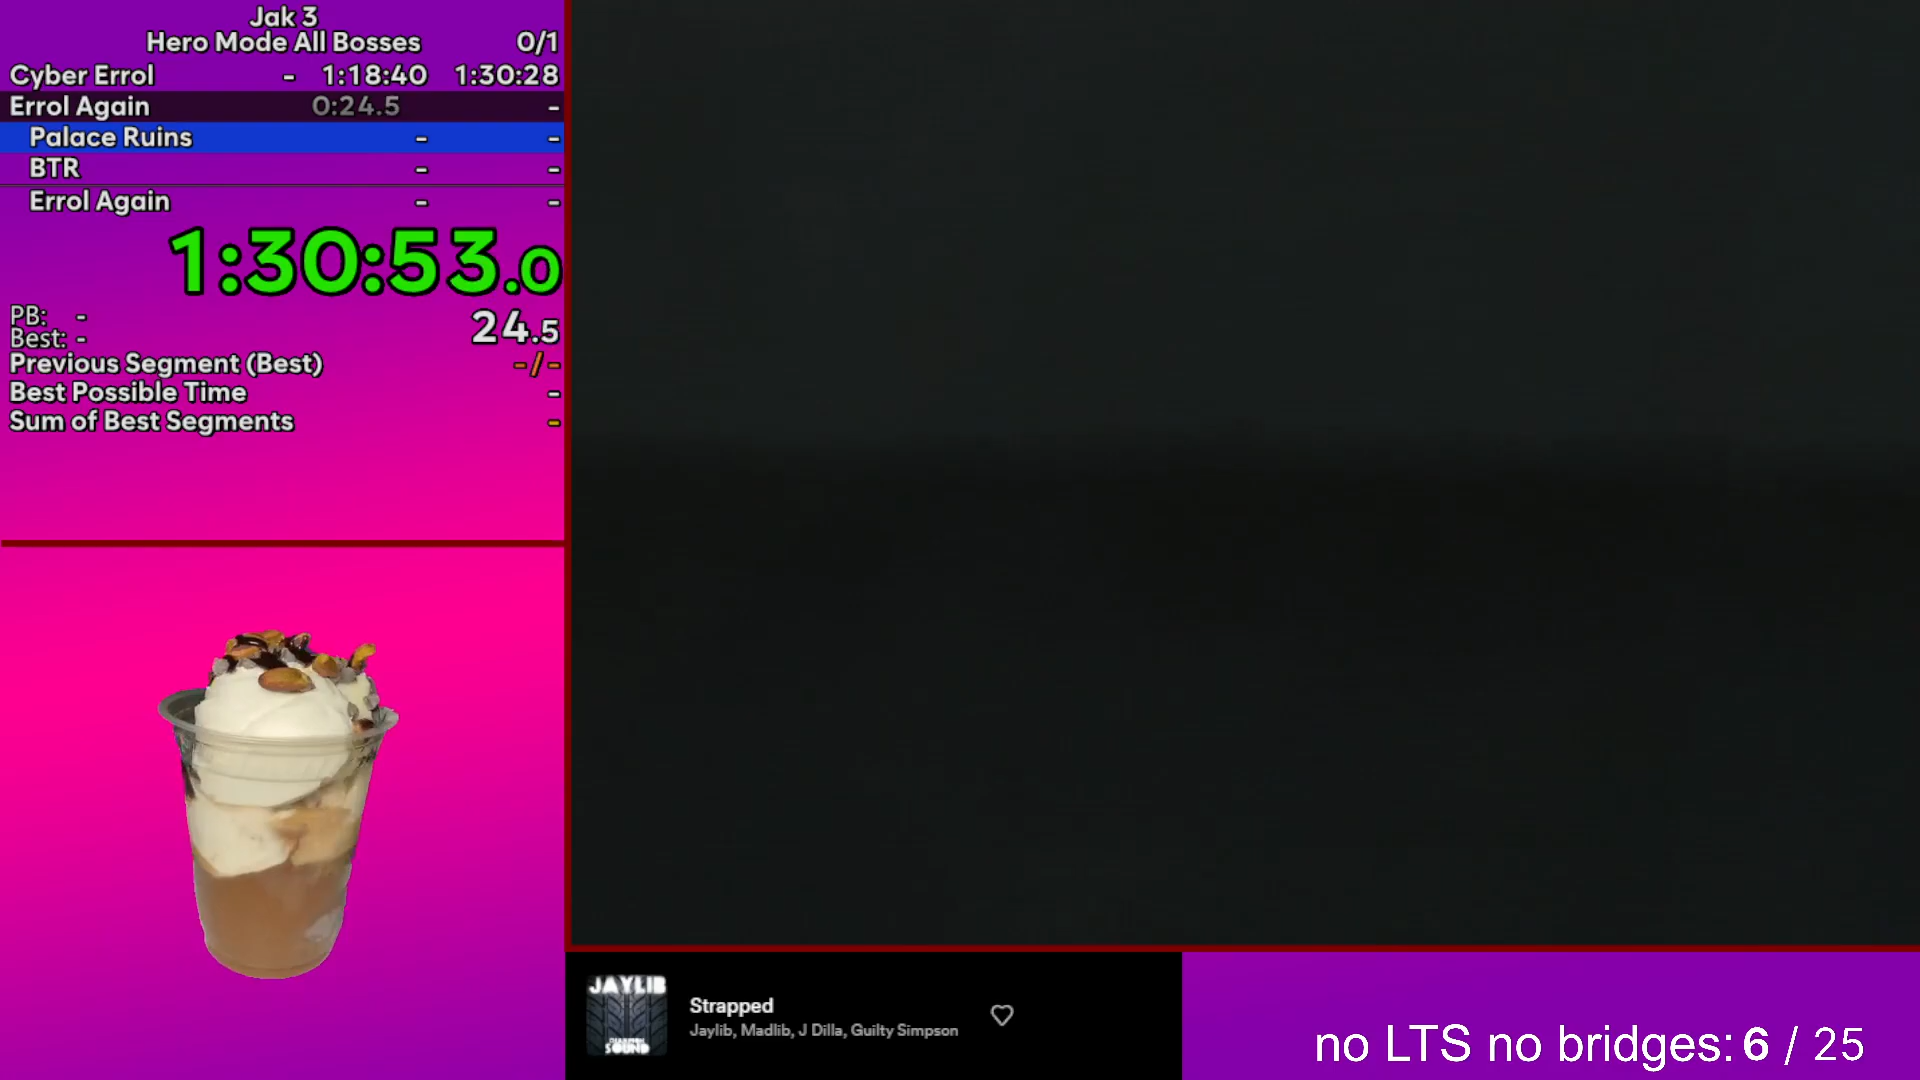 Jak 3
Hero Mode All Bosses 0/1
Cyber Errol - 1:18:40 1:30:28
Errol Again 0:24.5 -
Palace Ruins - -
BTR - -
Errol Again - -
1:30:53.0
PB: -
24.5
Best: -
Previous Segment (Best) -/-
Best Possible Time -
Sum of Best Segments -
JAYLIB
SOUND
Strapped
Jaylib, Madlib, J Dilla, Guilty Simpson
no LTS no bridges: 6 / 25